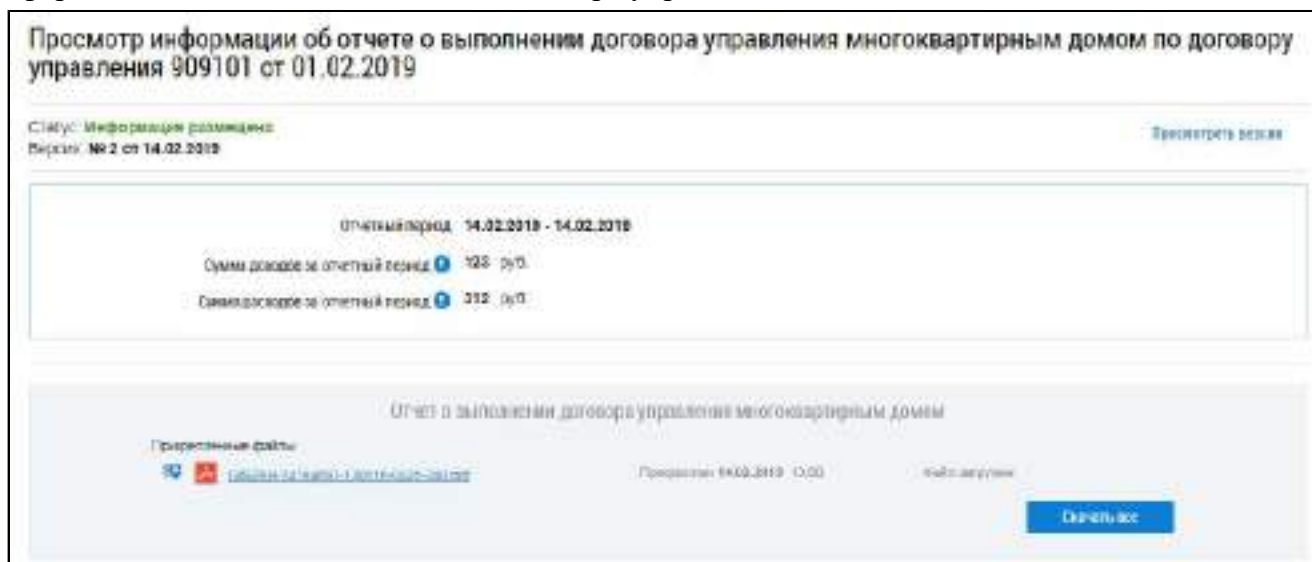 Просмотр информации об отчете о выполнении договора управления многоквартирным домом по договору
управления 909101 от 01.02.2019
Статус: Информация размещена
Просмотреть версии
Версия: № 2 от 14.02.2019
Отчетный период 14.02.2019 - 14.02.2019
Сумма доходов за отчетный период 123 руб.
Сумма расходов за отчетный период 312 руб.
Отчет о выполнении договора управления многоквартирным домом
Прикрепленные файлы
14.02.2019
Файл загружен
Скачать все